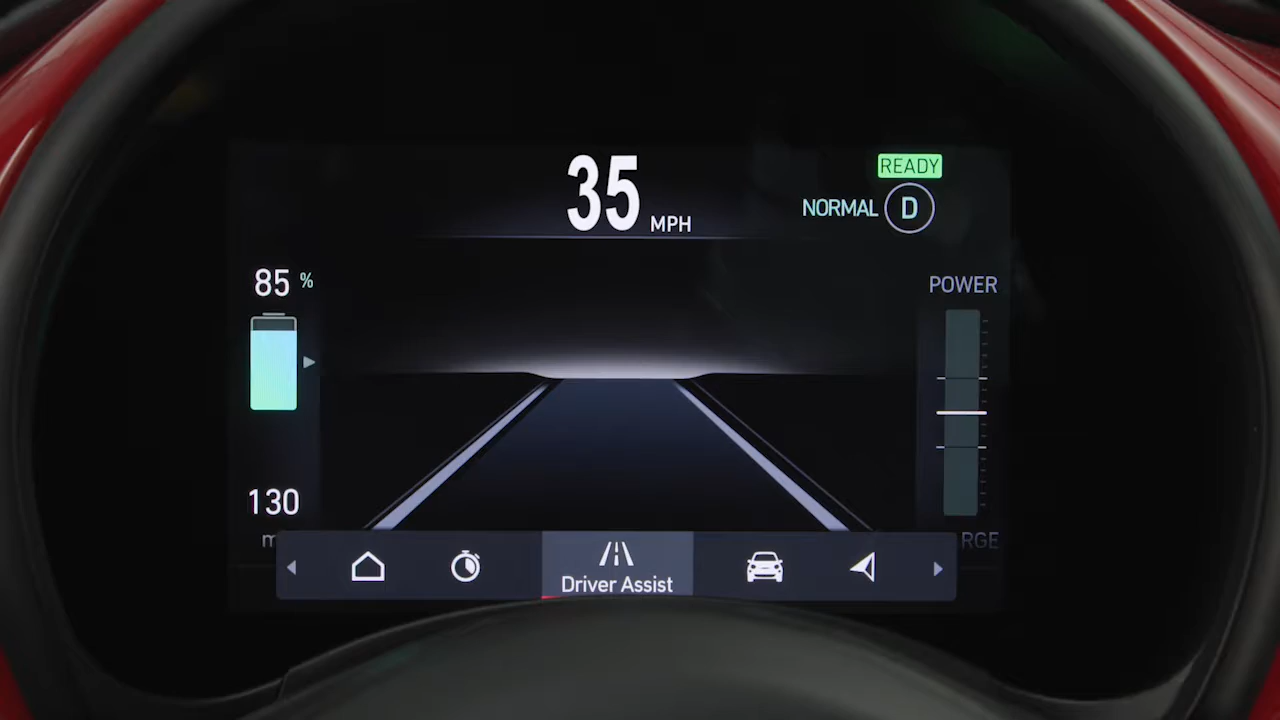 35 MPH
READY
NORMAL D
85 %
POWER
130
RGE
Driver Assist